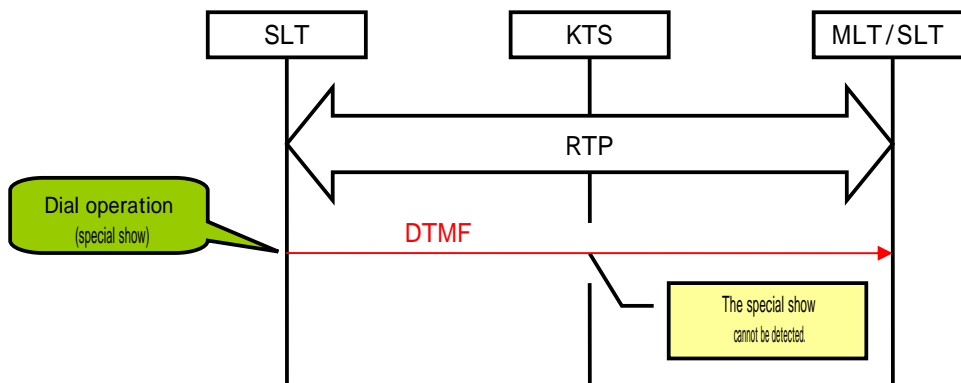 SLT
KTS
MLT/SLT
RTP
Dial operation
(special show)
DTMF
The special show
cannot be detected.